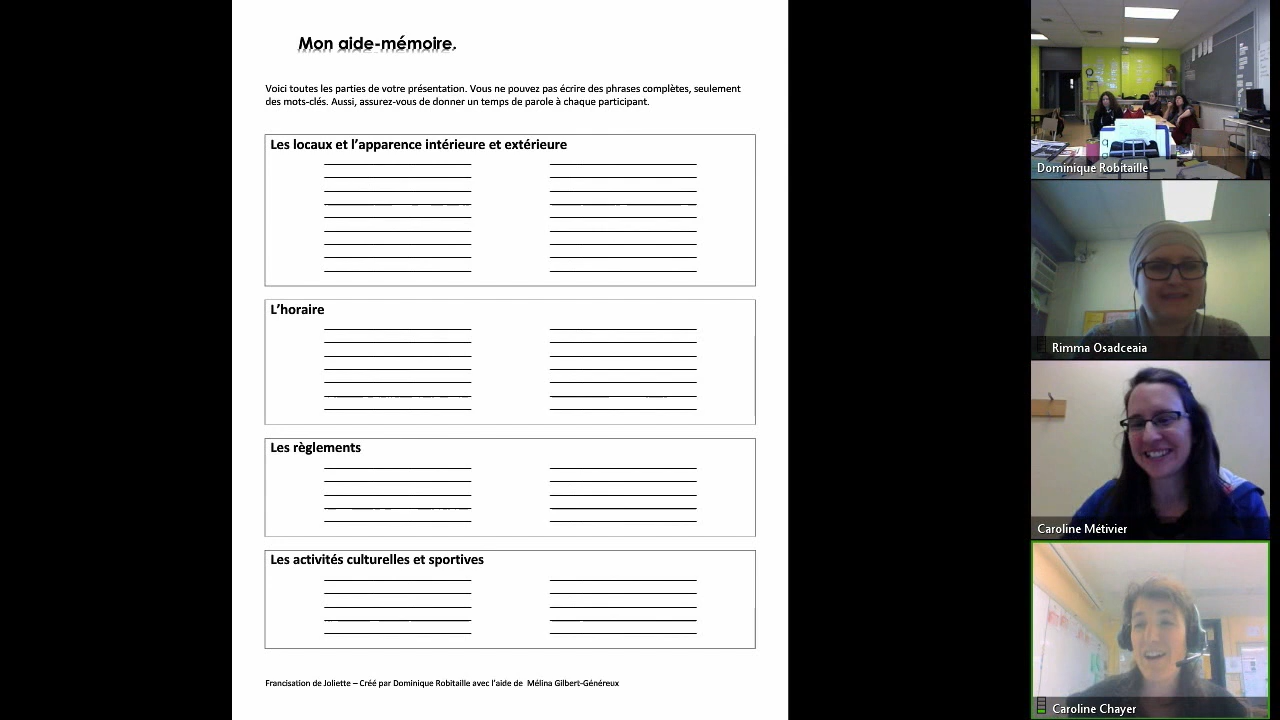 Mon aide-mémoire.
Voici toutes les parties de votre présentation. Vous ne pouvez pas écrire des phrases complètes, seulement
des mots-clés. Aussi, assurez-vous de donner un temps de parole à chaque participant.
Les locaux et l'apparence intérieure et extérieure
L'horaire
Les règlements
Les activités culturelles et sportives
Francisation de Joliette – Créé par Dominique Robitaille avec l'aide de Mélina Gilbert-Généreux
Dominique Robitaille
Rimma Osadceaia
Caroline Métivier
Caroline Chayer